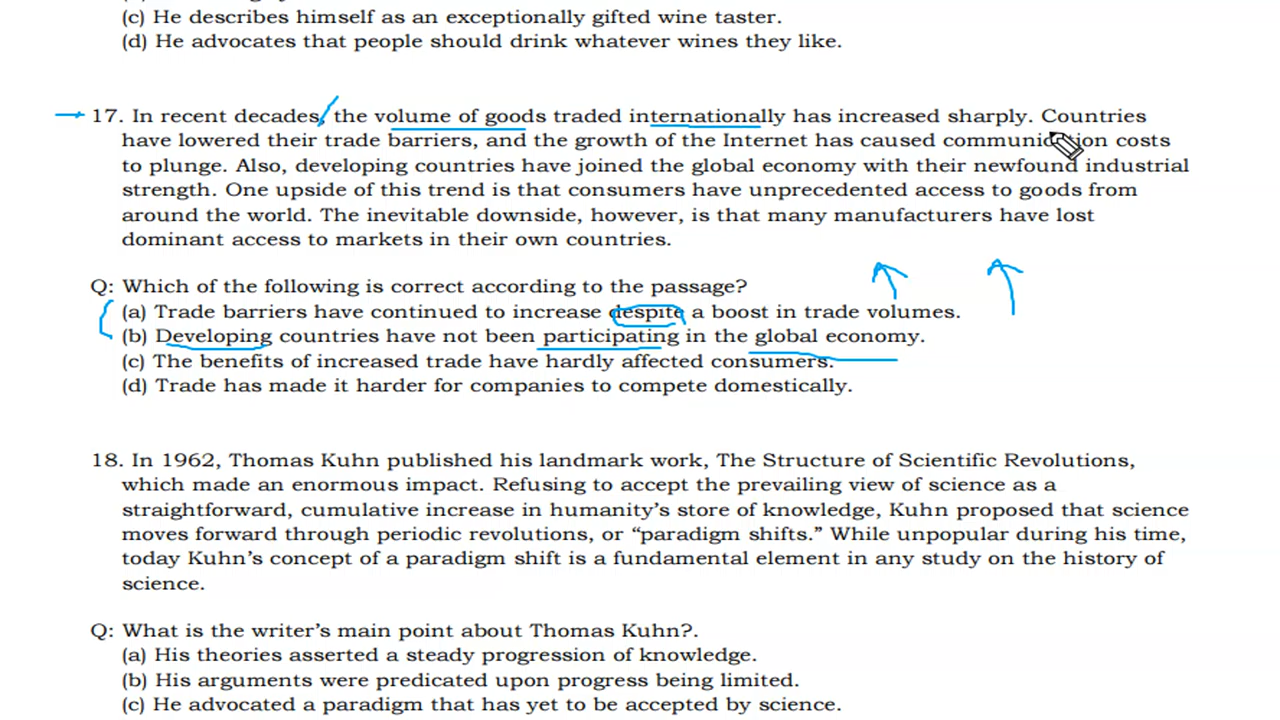 (c) He describes himself as an exceptionally gifted wine taster.
(d) He advocates that people should drink whatever wines they like.
17. In recent decades, the volume of goods traded internationally has increased sharply. Countries
have lowered their trade barriers, and the growth of the Internet has caused communication costs
to plunge. Also, developing countries have joined the global economy with their newfound industrial
strength. One upside of this trend is that consumers have unprecedented access to goods from
around the world. The inevitable downside, however, is that many manufacturers have lost
dominant access to markets in their own countries.
Q: Which of the following is correct according to the passage?
(a) Trade barriers have continued to increase despite a boost in trade volumes.
(b) Developing countries have not been participating in the global economy.
(c) The benefits of increased trade have hardly affected consumers.
(d) Trade has made it harder for companies to compete domestically.
18. In 1962, Thomas Kuhn published his landmark work, The Structure of Scientific Revolutions,
which made an enormous impact. Refusing to accept the prevailing view of science as a
straightforward, cumulative increase in humanity’s store of knowledge, Kuhn proposed that science
moves forward through periodic revolutions, or “paradigm shifts.” While unpopular during his time,
today Kuhn’s concept of a paradigm shift is a fundamental element in any study on the history of
science.
Q: What is the writer’s main point about Thomas Kuhn?.
(a) His theories asserted a steady progression of knowledge.
(b) His arguments were predicated upon progress being limited.
(c) He advocated a paradigm that has yet to be accepted by science.